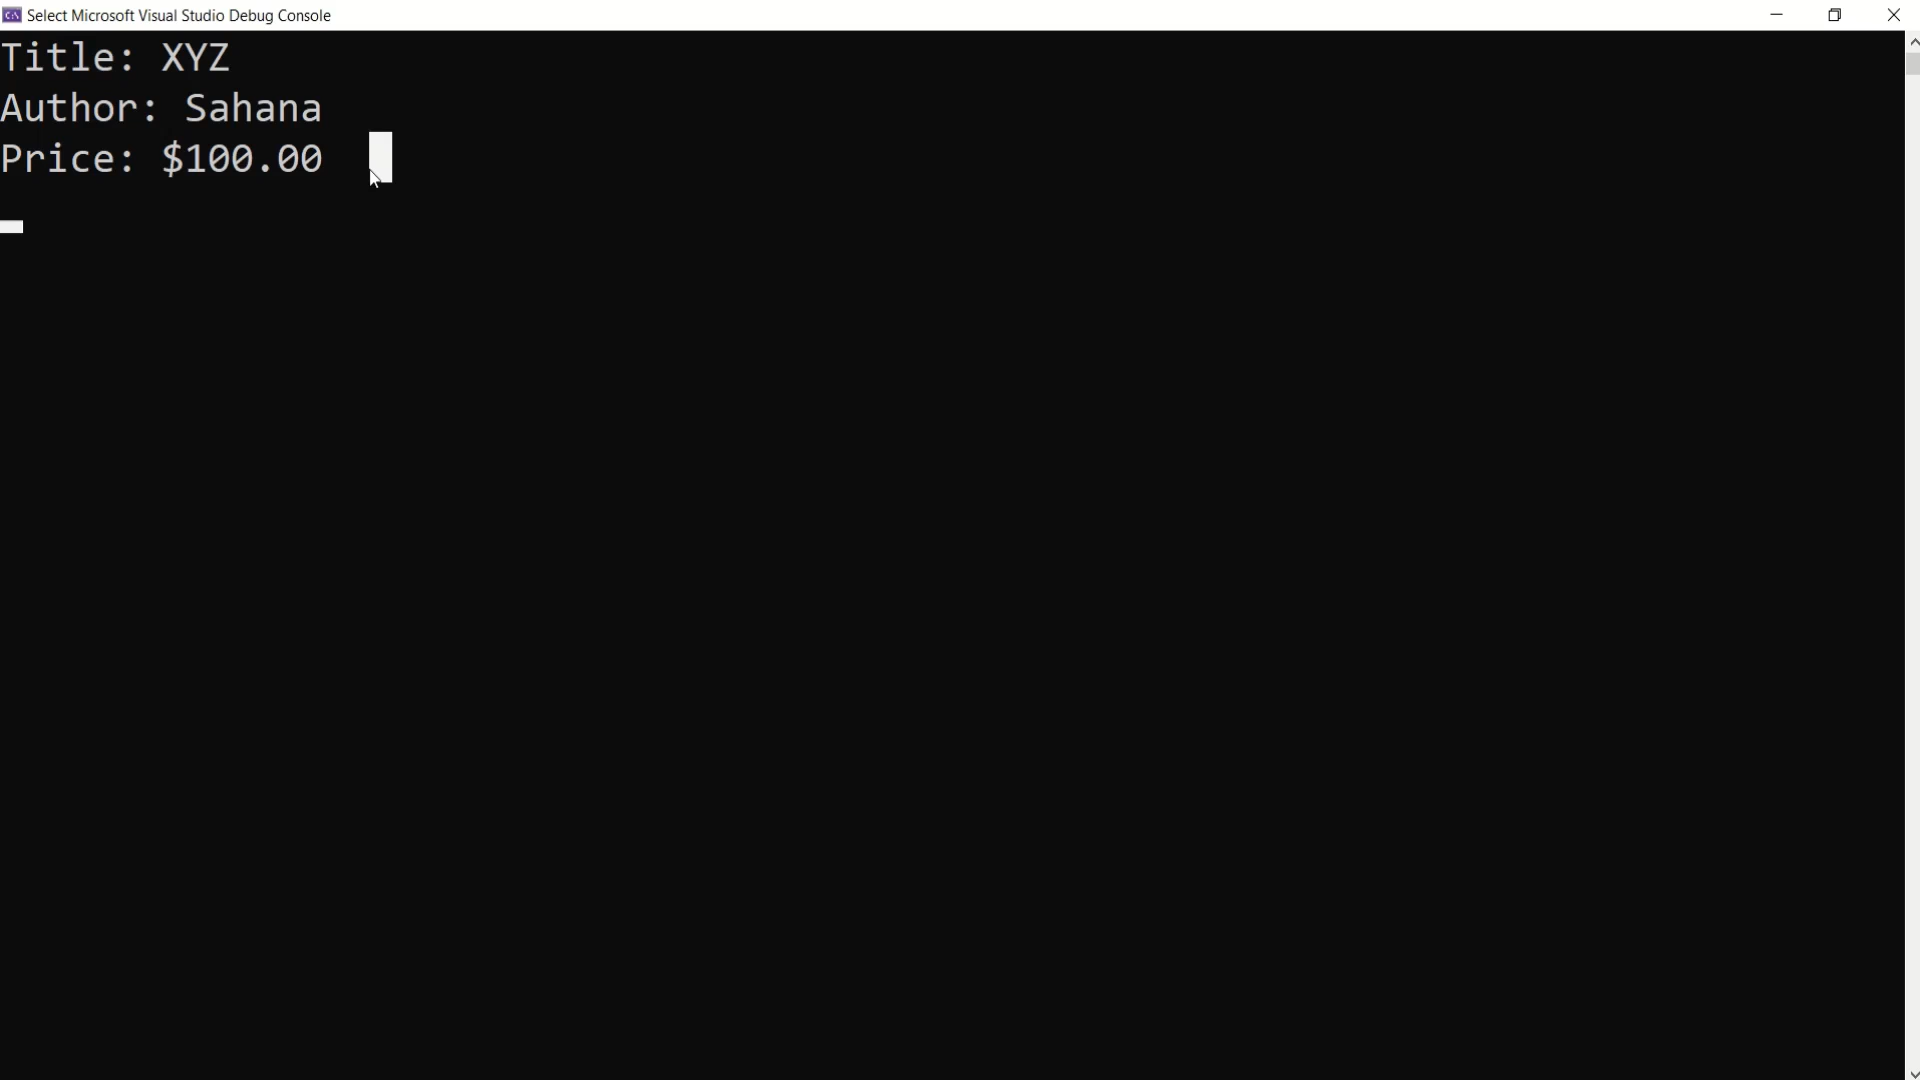 Select Microsoft Visual Studio Debug Console
Title: XYZ
Author: Sahana
Price: $100.00